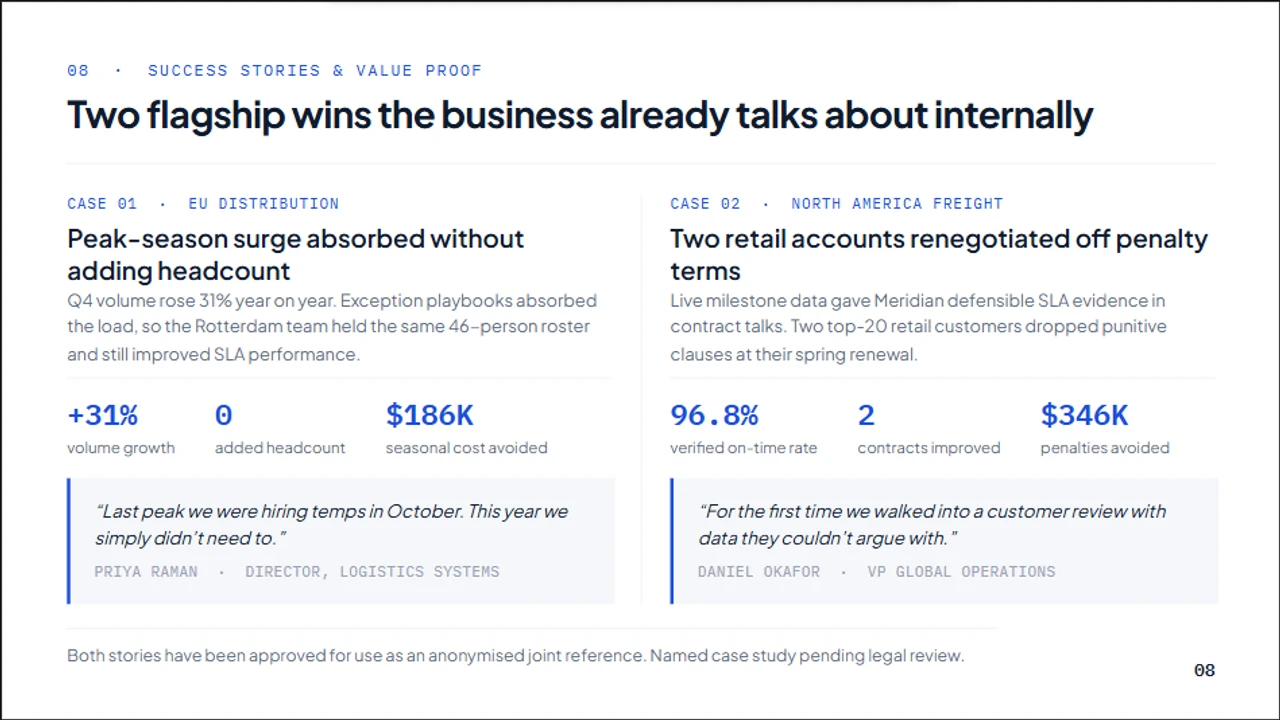 08 · SUCCESS STORIES & VALUE PROOF
Two flagship wins the business already talks about internally
CASE 01 · EU DISTRIBUTION
Peak-season surge absorbed without
adding headcount
Q4 volume rose 31% year on year. Exception playbooks absorbed
the load, so the Rotterdam team held the same 46-person roster
and still improved SLA performance.
+31%
volume growth
0
added headcount
$186K
seasonal cost avoided
“Last peak we were hiring temps in October. This year we
simply didn’t need to.”
PRIYA RAMAN · DIRECTOR, LOGISTICS SYSTEMS
CASE 02 · NORTH AMERICA FREIGHT
Two retail accounts renegotiated off penalty
terms
Live milestone data gave Meridian defensible SLA evidence in
contract talks. Two top-20 retail customers dropped punitive
clauses at their spring renewal.
96.8%
verified on-time rate
2
contracts improved
$346K
penalties avoided
“For the first time we walked into a customer review with
data they couldn’t argue with.”
DANIEL OKAFOR · VP GLOBAL OPERATIONS
Both stories have been approved for use as an anonymised joint reference. Named case study pending legal review.
08